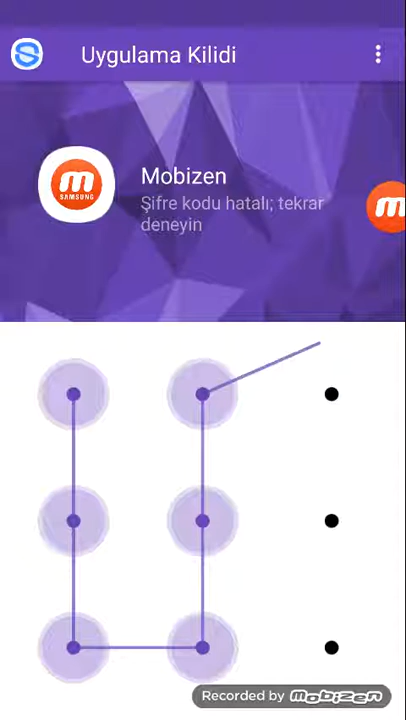 Uygulama Kilidi
Mobizen
Şifre kodu hatalı; tekrar
deneyin
m
SAMSUNG
m
Recorded by mobizen